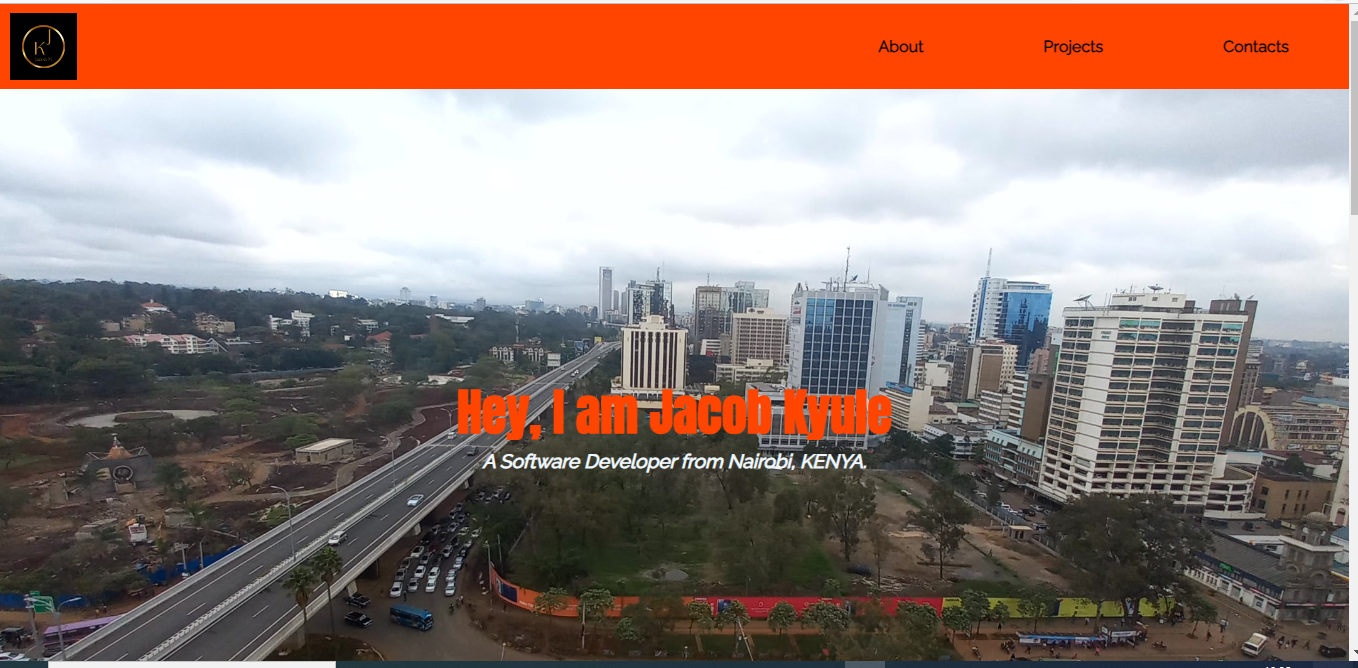 KJ
About
Projects
Contacts
Hey, I am Jacob Kyule
A Software Developer from Nairobi, KENYA.